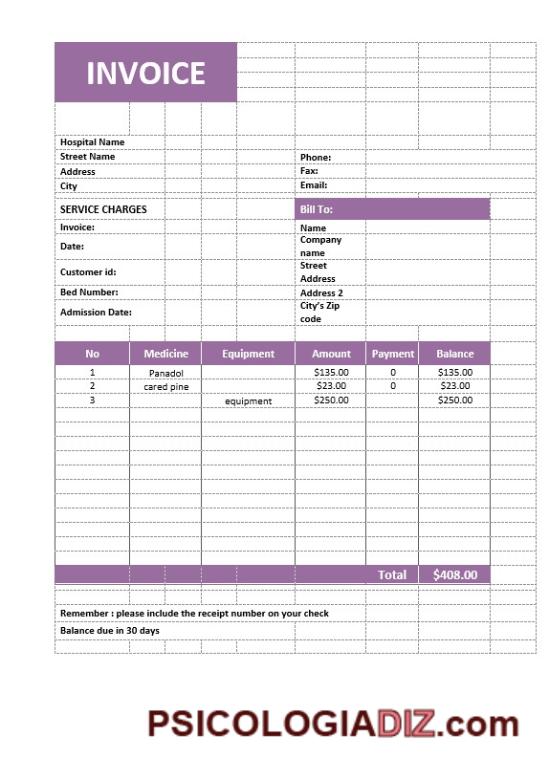 INVOICE
Hospital Name
Street Name Phone:
Address Fax:
City Email:
SERVICE CHARGES Bill To:
Invoice: Name
Date: Company name
Customer id: Street Address
Bed Number: Address 2
Admission Date: City's Zip code
No Medicine Equipment Amount Payment Balance
1 Panadol $135.00 0 $135.00
2 cared pine $23.00 0 $23.00
3 equipment $250.00 $250.00
Total $408.00
Remember : please include the receipt number on your check
Balance due in 30 days
PSICOLOGIADIZ.com